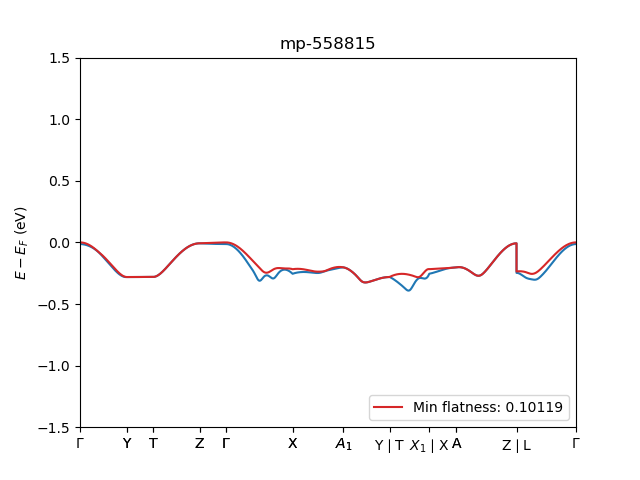 mp-558815
E − E_F (eV)
1.5
1.0
0.5
0.0
−0.5
−1.0
−1.5
Min flatness: 0.10119
Γ Y T Z Γ X A_1 Y | T X_1 | X A Z | L Γ